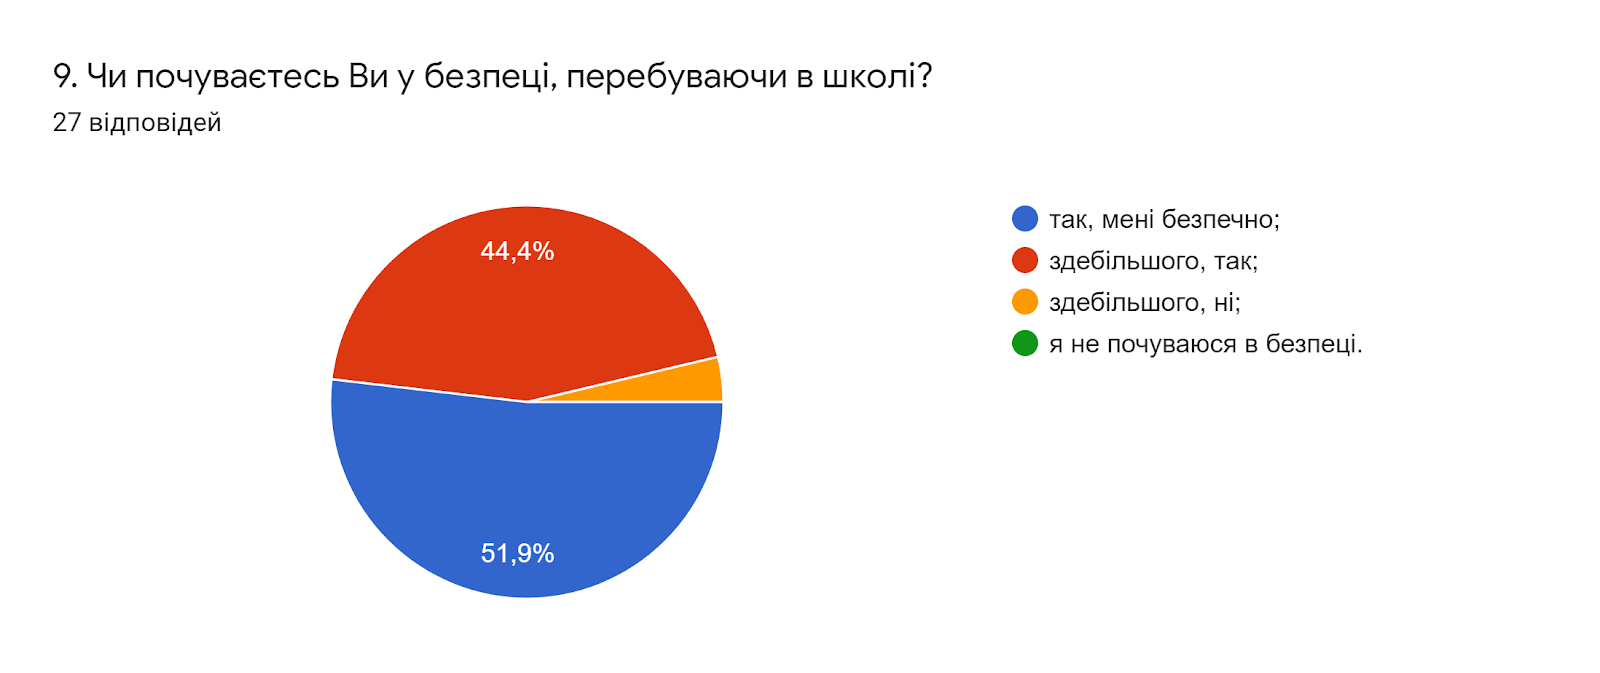 9. Чи почуваєтесь Ви у безпеці, перебуваючи в школі?
27 відповідей
44,4%
51,9%
так, мені безпечно;
здебільшого, так;
здебільшого, ні;
я не почуваюся в безпеці.